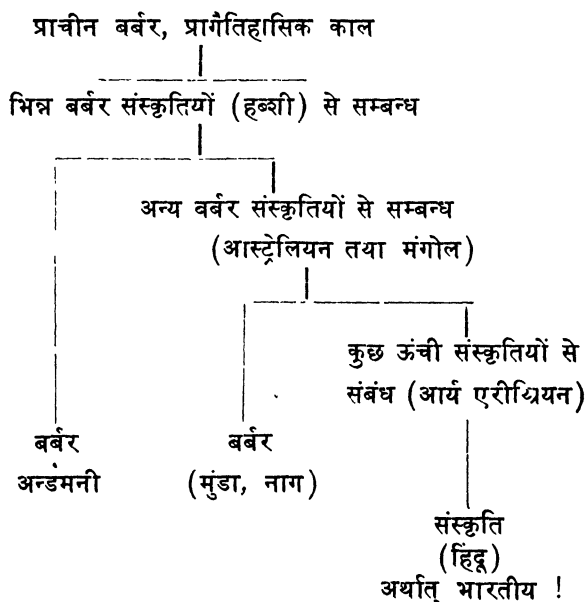 प्राचीन बर्बर, प्रागैतिहासिक काल
भिन्न बर्बर संस्कृतियों (हब्शी) से सम्बन्ध
अन्य वर्बर संस्कृतियों से सम्बन्ध
(आस्ट्रेलियन तथा मंगोल)
कुछ ऊंची संस्कृतियों से
संबंध (आर्य एरीथ्रियन)
बर्बर
अन्डमनी
बर्बर
(मुंडा, नाग)
संस्कृति
(हिंदू)
अर्थात् भारतीय !